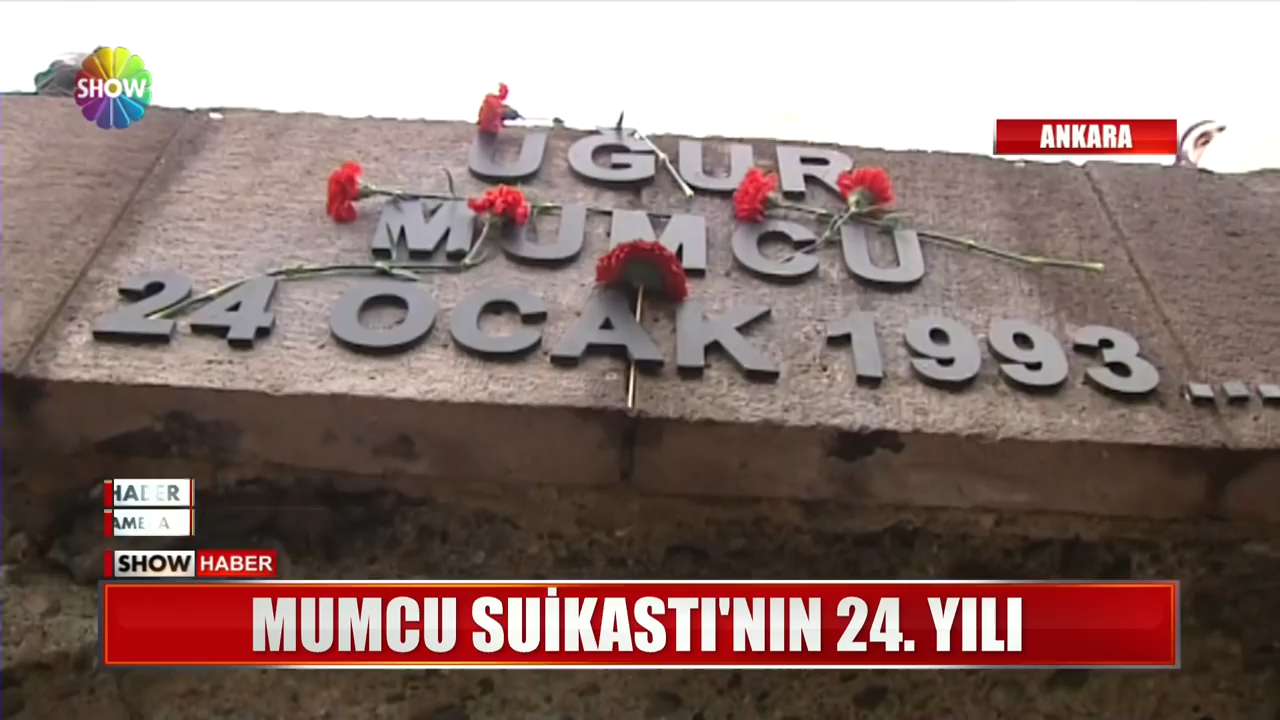 SHOW
ANKARA
UĞUR
MUMCU
24 OCAK 1993....
HABER
SHOW HABER
MUMCU SUİKASTI'NIN 24. YILI